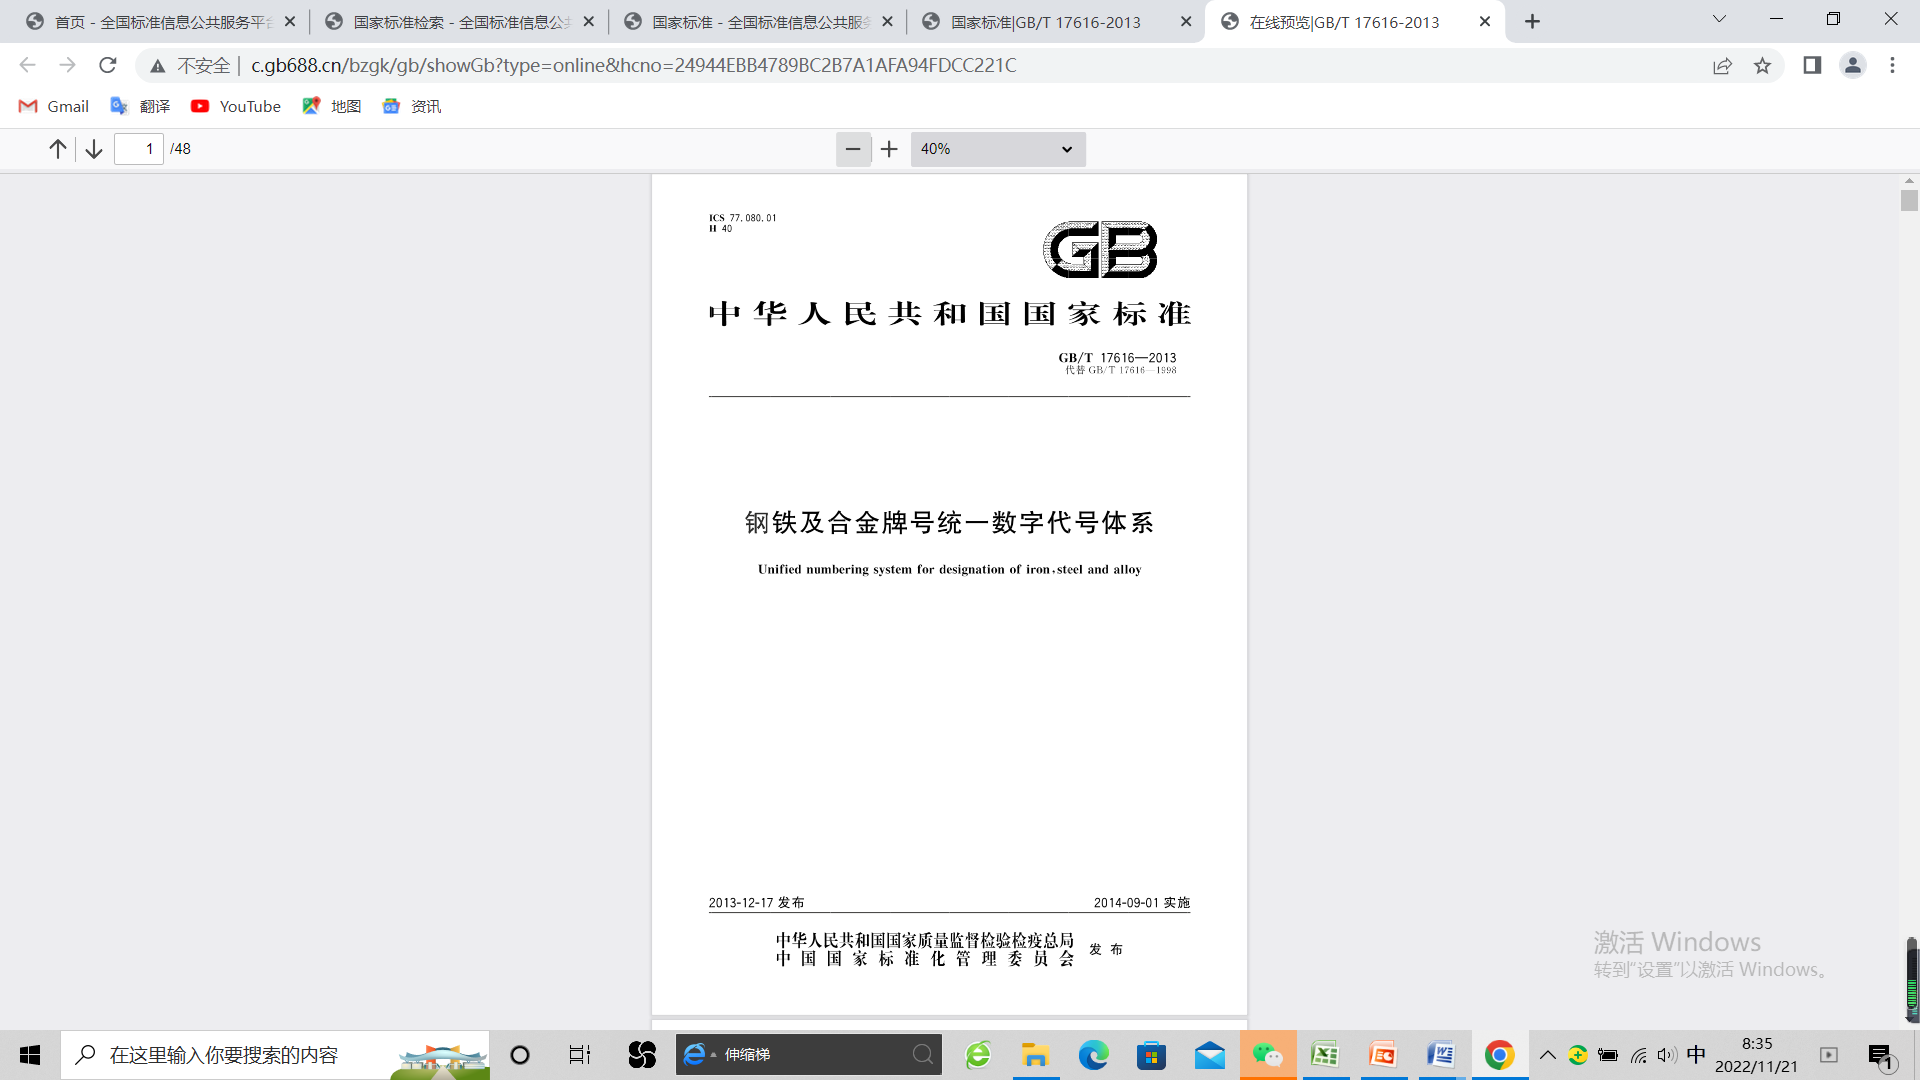 首页 - 全国标准信息公共服务平台
国家标准检索 - 全国标准信息公共
国家标准 - 全国标准信息公共服务
国家标准|GB/T 17616-2013
在线预览|GB/T 17616-2013
不安全 | c.gb688.cn/bzgk/gb/showGb?type=online&hcno=24944EBB4789BC2B7A1AFA94FDCC221C
Gmail 翻译 YouTube 地图 资讯
1 /48 40%
ICS 77.080.01
H 40
GB
中华人民共和国国家标准
GB/T 17616—2013
代替 GB/T 17616—1998
钢铁及合金牌号统一数字代号体系
Unified numbering system for designation of iron,steel and alloy
2013-12-17 发布 2014-09-01 实施
中华人民共和国国家质量监督检验检疫总局
中国国家标准化管理委员会
发布
激活 Windows
转到"设置"以激活 Windows。
在这里输入你要搜索的内容
伸缩梯
中
8:35
2022/11/21
1